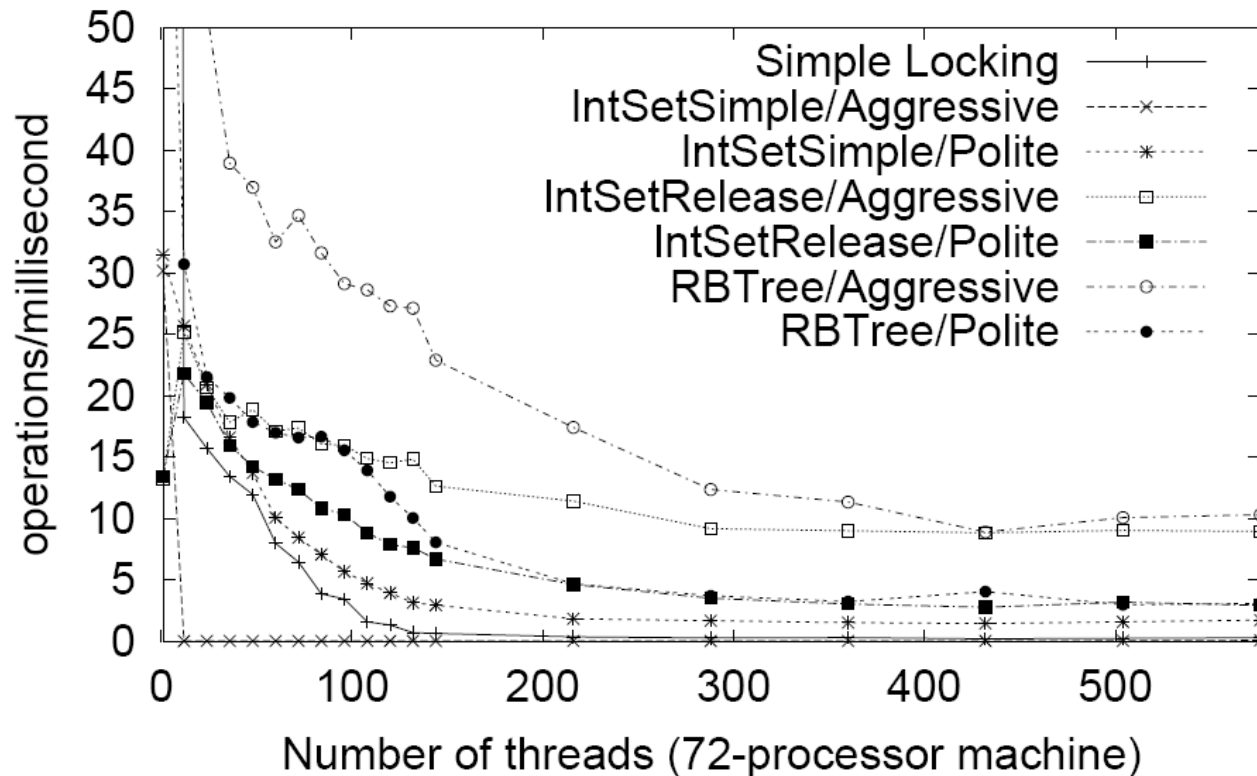 operations/millisecond
50
45
40
35
30
25
20
15
10
5
0
Simple Locking
IntSetSimple/Aggressive
IntSetSimple/Polite
IntSetRelease/Aggressive
IntSetRelease/Polite
RBTree/Aggressive
RBTree/Polite
0 100 200 300 400 500
Number of threads (72-processor machine)